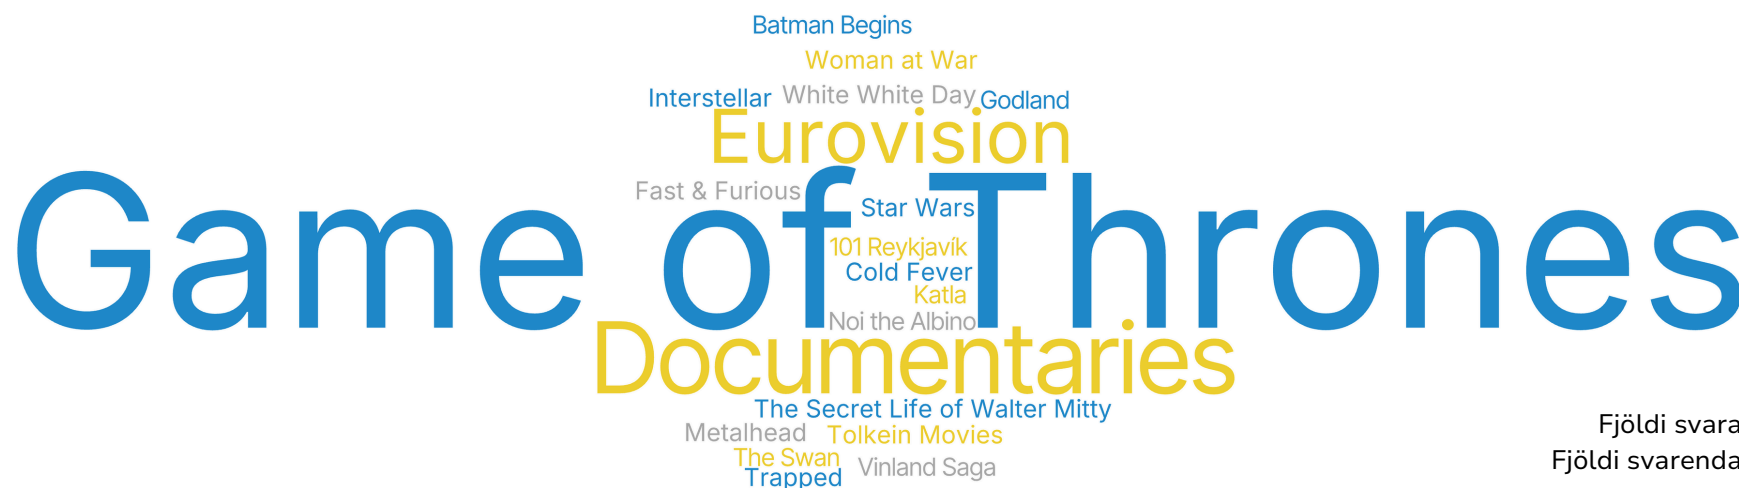 Batman Begins
Woman at War
Interstellar White White Day Godland
Eurovision
Fast & Furious
Star Wars
Game of Thrones
101 Reykjavík
Cold Fever
Katla
Noi the Albino
Documentaries
The Secret Life of Walter Mitty
Metalhead Tolkein Movies
The Swan
Vinland Saga
Trapped
Fjöldi svara
Fjöldi svarenda